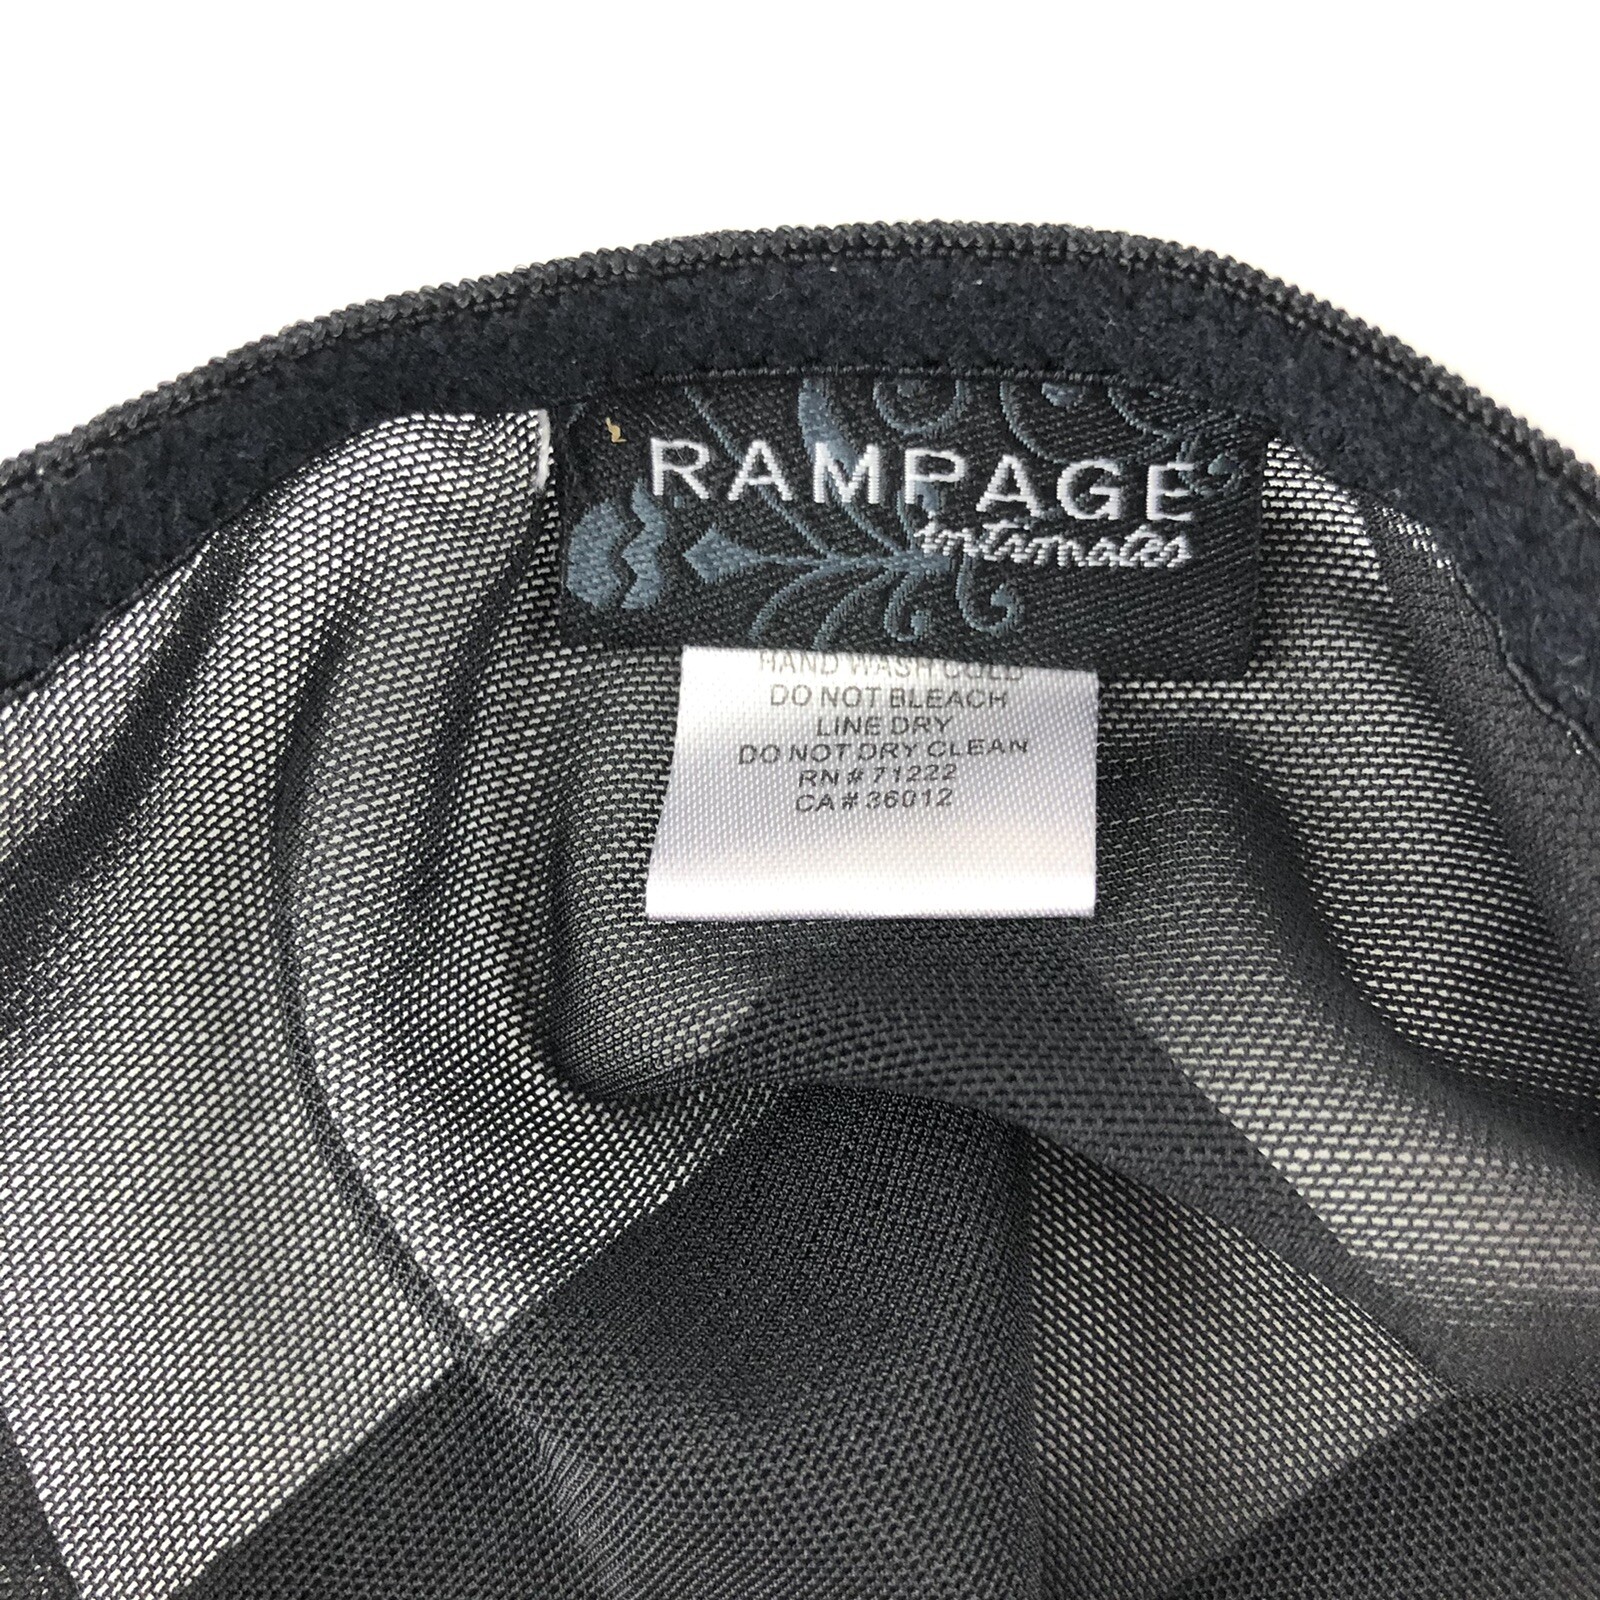 RAMPAGE
intimates
HAND WASH COLD
DO NOT BLEACH
LINE DRY
DO NOT DRY CLEAN
RN # 71222
CA # 36012